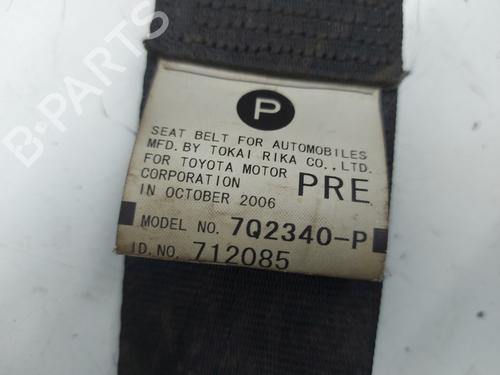 P
SEAT BELT FOR AUTOMOBILES
MFD. BY TOKAI RIKA CO., LTD.
FOR TOYOTA MOTOR
CORPORATION PRE
IN OCTOBER 2006
MODEL NO. 7Q2340-P
ID. NO. 712085
B-PARTS